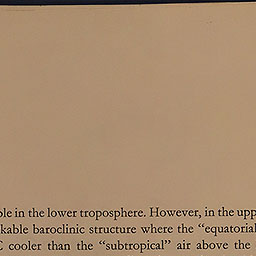 ble in the lower troposphere. However, in the upp
kable baroclinic structure where the “equatorial
C cooler than the “subtropical” air above the